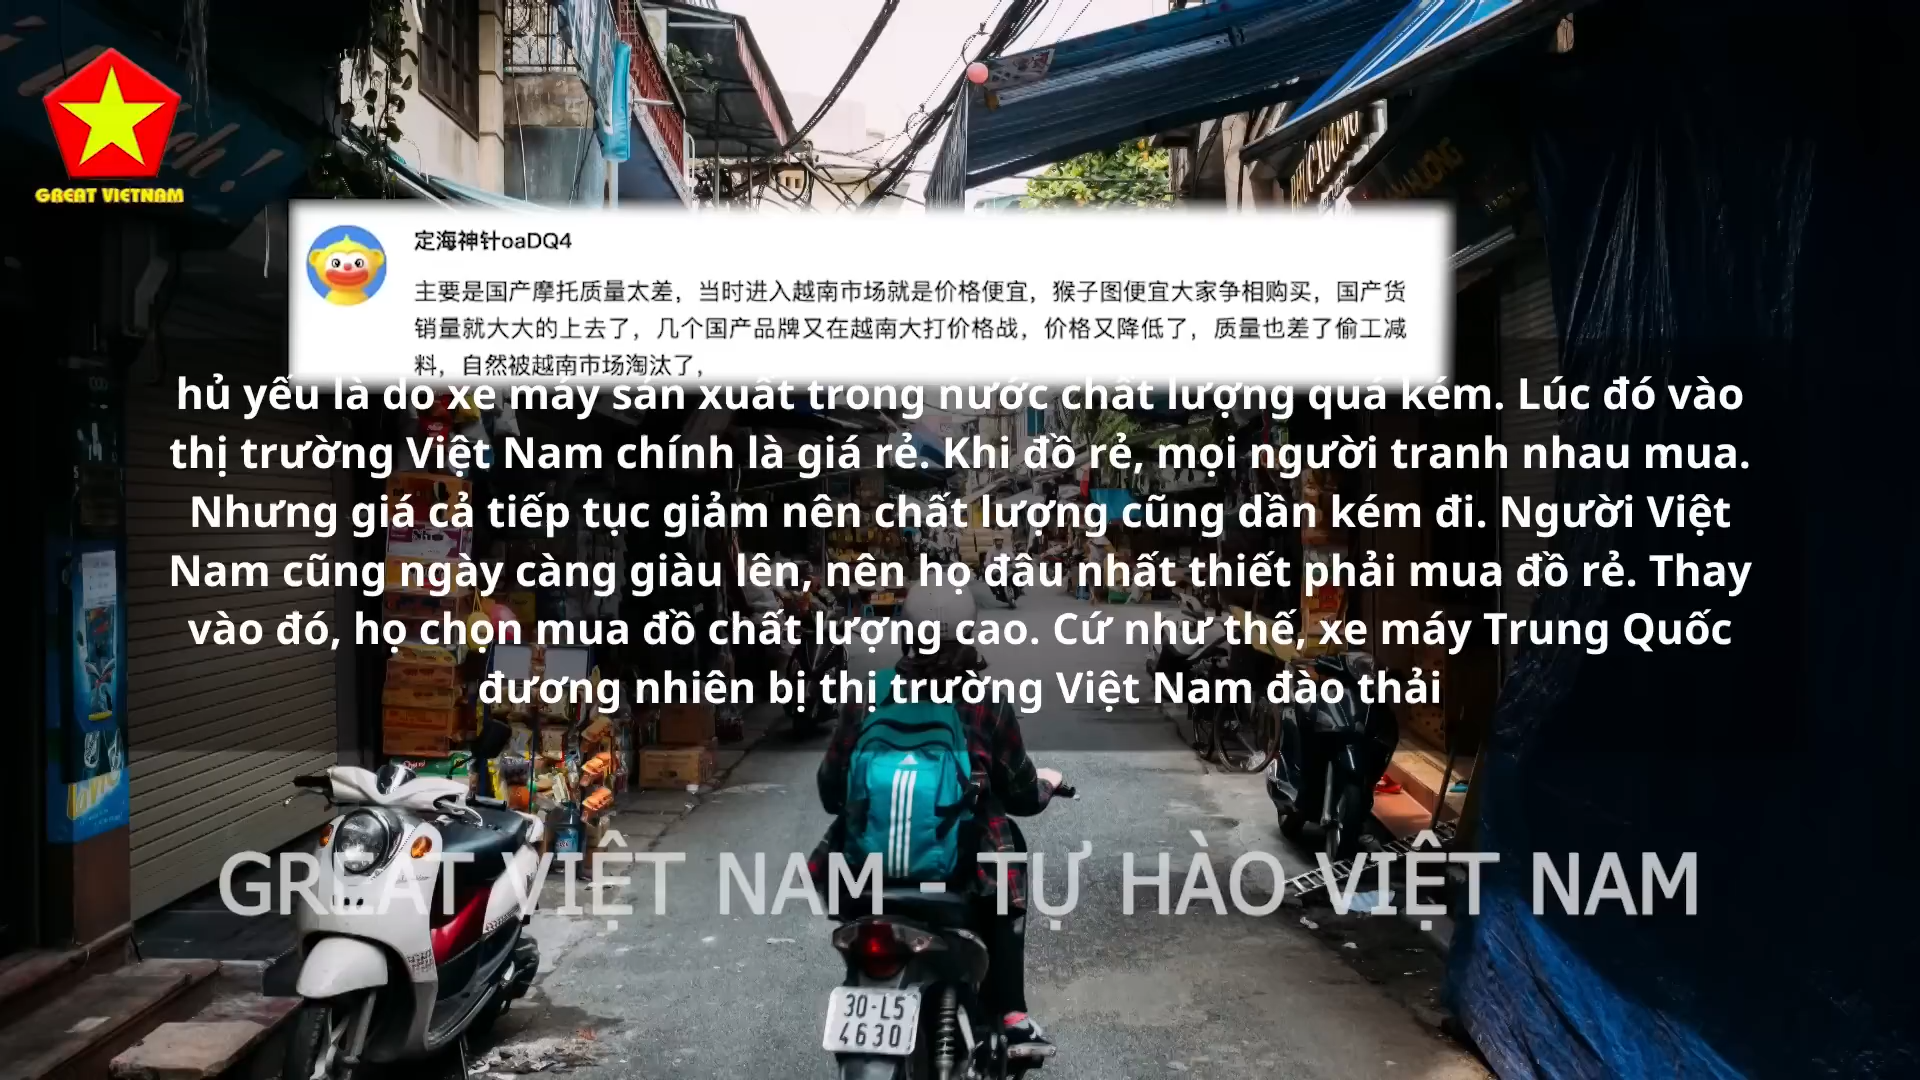 GREAT VIETNAM
定海神针oaDQ4
主要是国产摩托质量太差，当时进入越南市场就是价格便宜，猴子图便宜大家争相购买，国产货
销量就大大的上去了，几个国产品牌又在越南大打价格战，价格又降低了，质量也差了偷工减
料，自然被越南市场淘汰了，
hủ yếu là do xe máy sản xuất trong nước chất lượng quá kém. Lúc đó vào
thị trường Việt Nam chính là giá rẻ. Khi đồ rẻ, mọi người tranh nhau mua.
Nhưng giá cả tiếp tục giảm nên chất lượng cũng dần kém đi. Người Việt
Nam cũng ngày càng giàu lên, nên họ đâu nhất thiết phải mua đồ rẻ. Thay
vào đó, họ chọn mua đồ chất lượng cao. Cứ như thế, xe máy Trung Quốc
đương nhiên bị thị trường Việt Nam đào thải
GREAT VIỆT NAM - TỰ HÀO VIỆT NAM
30-L5
4630